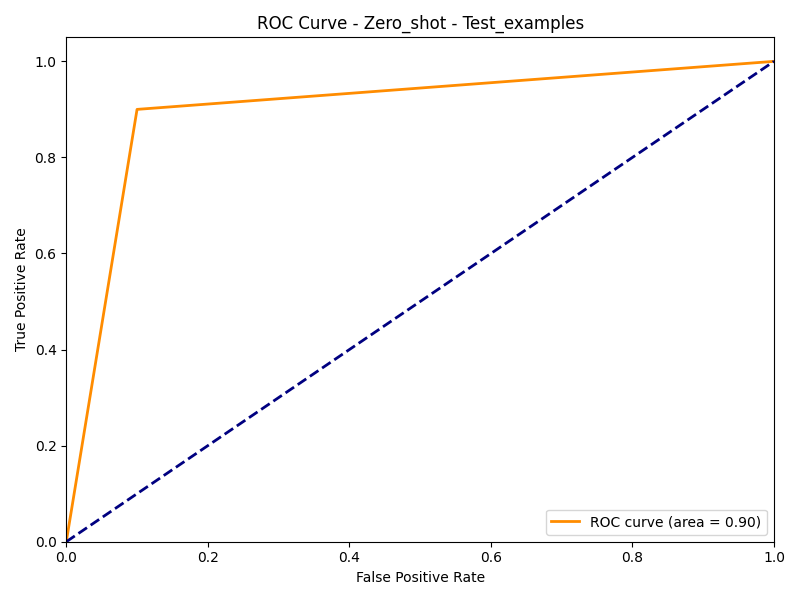 ROC Curve - Zero_shot - Test_examples
True Positive Rate
1.0
0.8
0.6
0.4
0.2
0.0
ROC curve (area = 0.90)
0.0 0.2 0.4 0.6 0.8 1.0
False Positive Rate